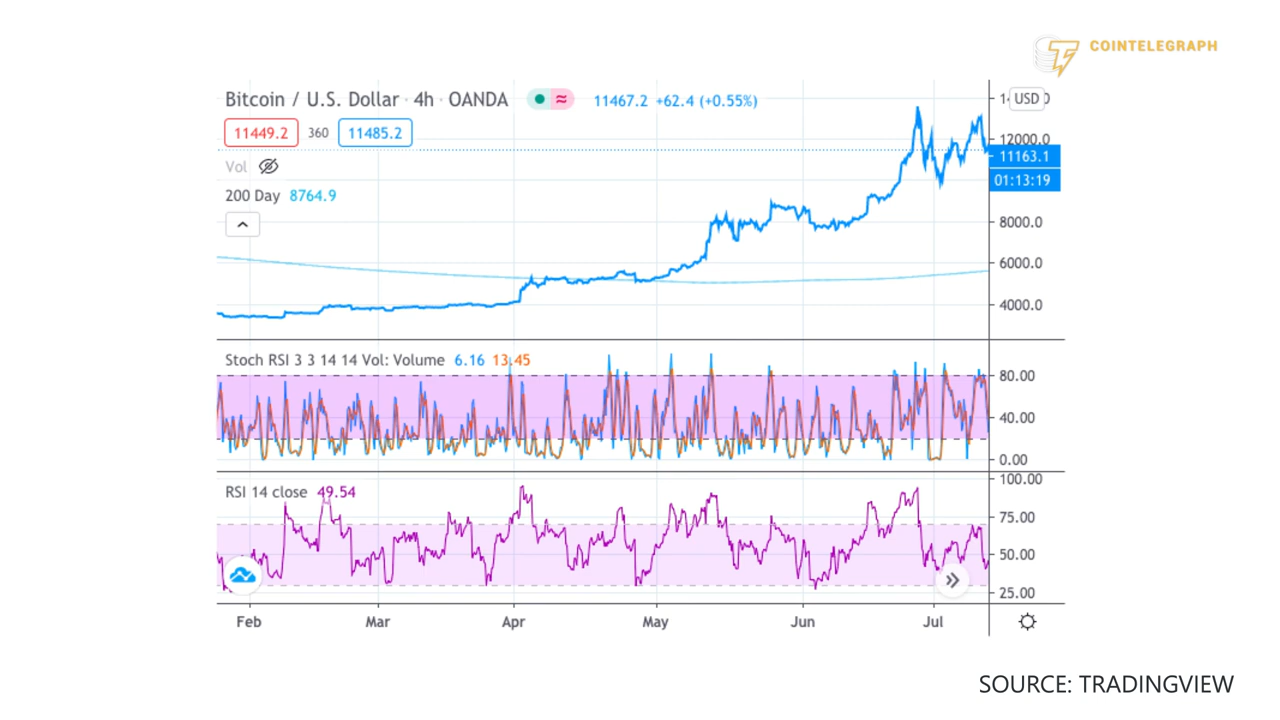 COINTELEGRAPH
Bitcoin / U.S. Dollar · 4h · OANDA 11467.2 +62.4 (+0.55%)
USD
11449.2 360 11485.2
12000.0
Vol
11163.1
01:13:19
200 Day 8764.9
8000.0
6000.0
4000.0
Stoch RSI 3 3 14 14 Vol: Volume 6.16 13.45
80.00
40.00
0.00
RSI 14 close 49.54
100.00
75.00
50.00
25.00
Feb Mar Apr May Jun Jul
SOURCE: TRADINGVIEW